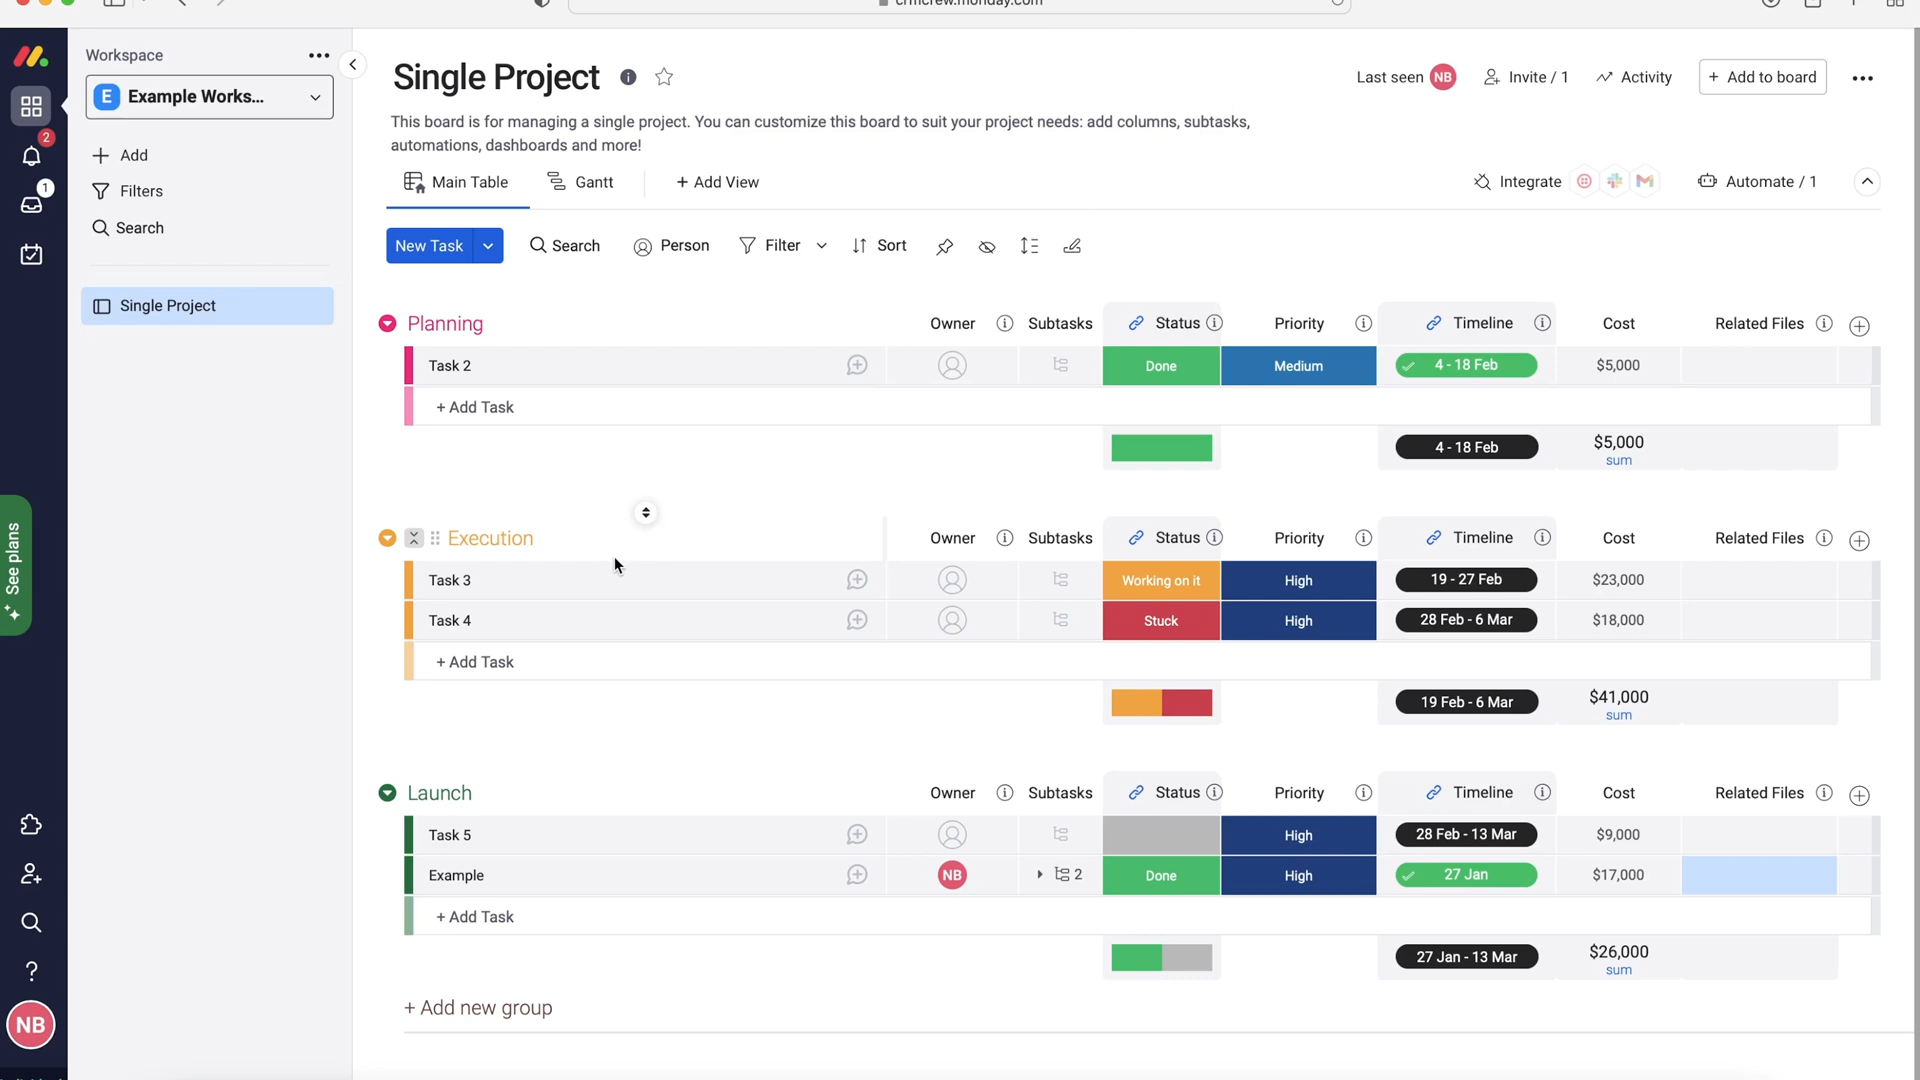 crmcrew.monday.com
Workspace
E Example Works...
Add
Filters
Search
Single Project
2
1
See plans
?
NB
Single Project
Last seen NB
Invite / 1
Activity
+ Add to board
This board is for managing a single project. You can customize this board to suit your project needs: add columns, subtasks,
automations, dashboards and more!
Main Table
Gantt
+ Add View
Integrate
Automate / 1
New Task
Search
Person
Filter
Sort
Planning Owner Subtasks Status Priority Timeline Cost Related Files
Task 2 Done Medium 4 - 18 Feb $5,000
+ Add Task
4 - 18 Feb $5,000
sum
Execution Owner Subtasks Status Priority Timeline Cost Related Files
Task 3 Working on it High 19 - 27 Feb $23,000
Task 4 Stuck High 28 Feb - 6 Mar $18,000
+ Add Task
19 Feb - 6 Mar $41,000
sum
Launch Owner Subtasks Status Priority Timeline Cost Related Files
Task 5 High 28 Feb - 13 Mar $9,000
Example NB 2 Done High 27 Jan $17,000
+ Add Task
27 Jan - 13 Mar $26,000
sum
+ Add new group